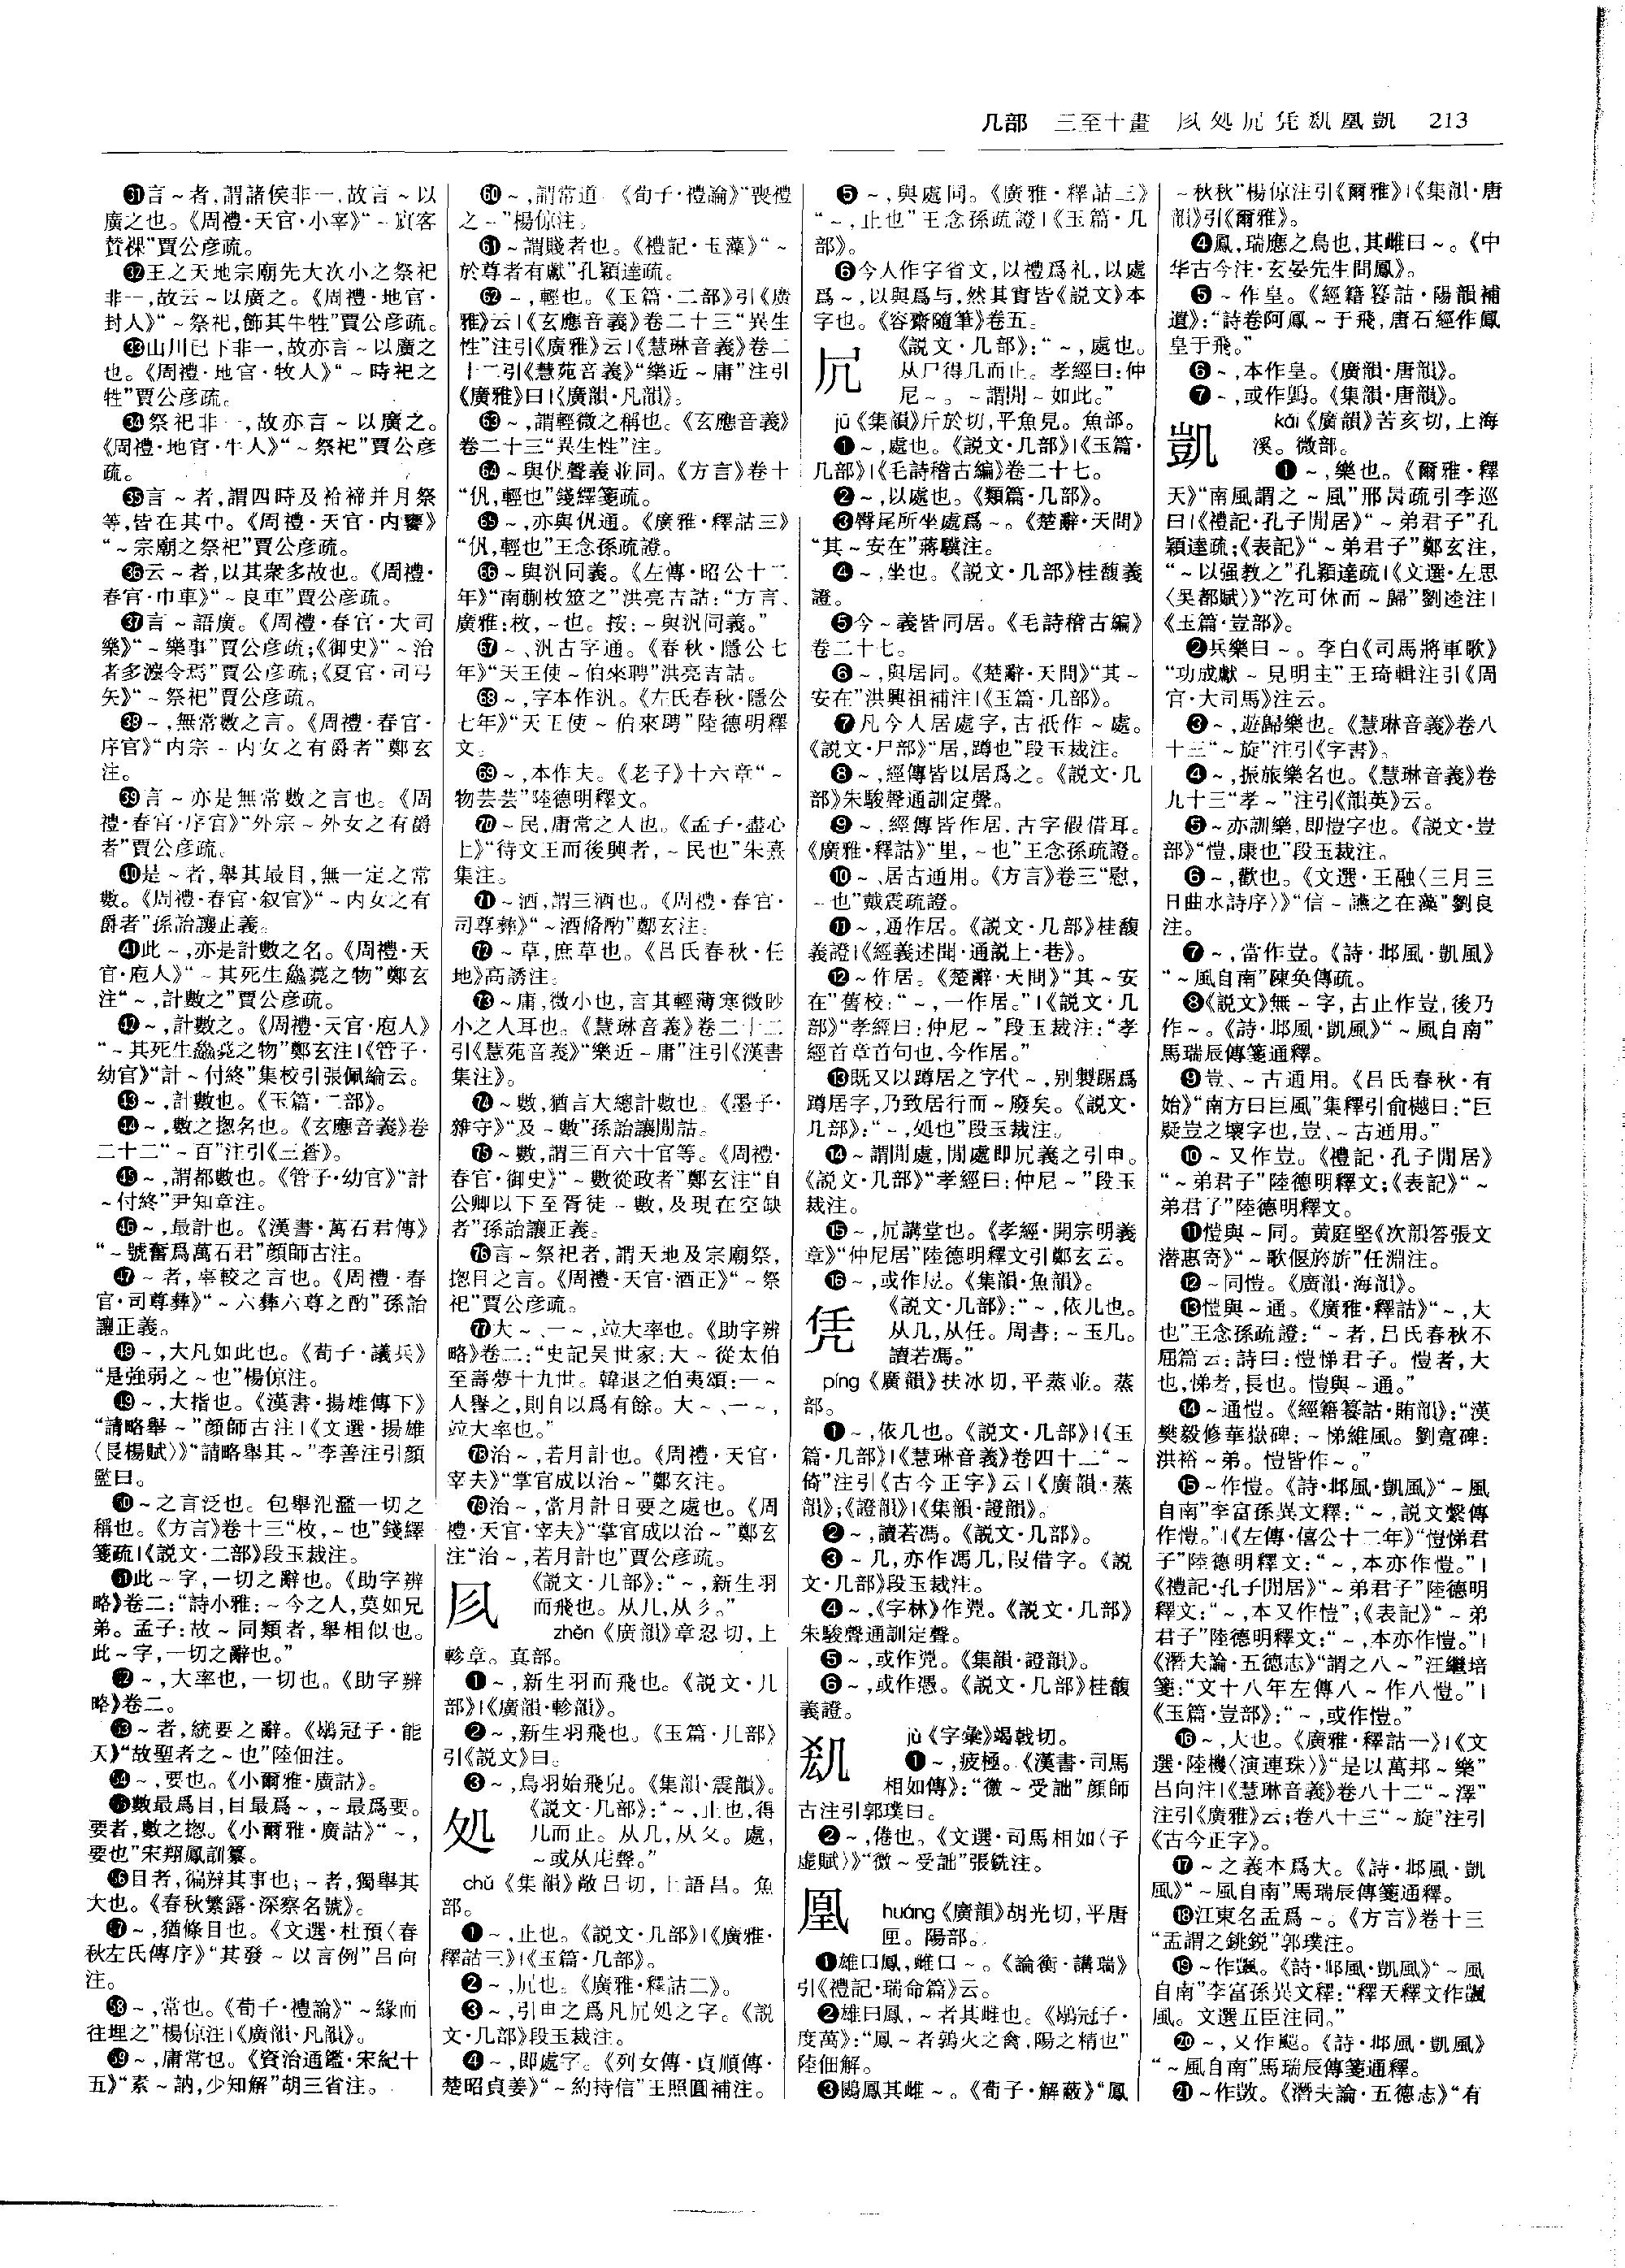 几部　三至十畫　㐱処凥凭㔸凰凱　213
㉛言～者,謂諸侯非一,故言～以
廣之也。《周禮·天官·小宰》“～賓客
贊祼”賈公彦疏。
㉜王之天地宗廟先大次小之祭祀
非一,故云～以廣之。《周禮·地官·
封人》“～祭祀,飾其牛牲”賈公彦疏。
㉝山川已下非一,故亦言～以廣之
也。《周禮·地官·牧人》“～時祀之
牲”賈公彦疏。
㉞祭祀非一,故亦言～以廣之。
《周禮·地官·牛人》“～祭祀”賈公彦
疏。
㉟言～者,謂四時及祫禘并月祭
等,皆在其中。《周禮·天官·内饔》
“～宗廟之祭祀”賈公彦疏。
㊱云～者,以其衆多故也。《周禮·
春官·巾車》“～良車”賈公彦疏。
㊲言～語廣。《周禮·春官·大司
樂》“～樂事”賈公彦疏;《御史》“～治
者多灋令焉”賈公彦疏;《夏官·司弓
矢》“～祭祀”賈公彦疏。
㊳～,無常數之言。《周禮·春官·
序官》“内宗～内女之有爵者”鄭玄
注。
㊴言～亦是無常數之言也。《周
禮·春官·序官》“外宗～外女之有爵
者”賈公彦疏。
㊵是～者,舉其最目,無一定之常
數。《周禮·春官·叙官》“～内女之有
爵者”孫詒讓正義。
㊶此～,亦是計數之名。《周禮·天
官·庖人》“～其死生鱻薧之物”鄭玄
注“～,計數之”賈公彦疏。
㊷～,計數之。《周禮·天官·庖人》
“～其死生鱻薧之物”鄭玄注|《管子·
幼官》“計～付終”集校引張佩綸云。
㊸～,計數也。《玉篇·二部》。
㊹～,數之揔名也。《玄應音義》卷
二十二“～百”注引《三蒼》。
㊺～,謂都數也。《管子·幼官》“計
～付終”尹知章注。
㊻～,最計也。《漢書·萬石君傳》
“～號奮爲萬石君”顔師古注。
㊼～者,辜較之言也。《周禮·春
官·司尊彝》“～六彝六尊之酌”孫詒
讓正義。
㊽～,大凡如此也。《荀子·議兵》
“是強弱之～也”楊倞注。
㊾～,大指也。《漢書·揚雄傳下》
“請略舉～”顔師古注|《文選·揚雄
〈長楊賦〉》“請略舉其～”李善注引顔
監曰。
㊿～之言泛也。包舉氾濫一切之
稱也。《方言》卷十三“枚,～也”錢繹
箋疏|《説文·二部》段玉裁注。
51此～字,一切之辭也。《助字辨
略》卷二:“詩小雅:～今之人,莫如兄
弟。孟子:故～同類者,舉相似也。
此～字,一切之辭也。”
52～,大率也,一切也。《助字辨
略》卷二。
53～者,統要之辭。《鶡冠子·能
天》“故聖者之～也”陸佃注。
54～,要也。《小爾雅·廣詁》。
55數最爲目,目最爲～,～最爲要。
要者,數之揔。《小爾雅·廣詁》“～,
要也”宋翔鳳訓纂。
56目者,徧辨其事也;～者,獨舉其
大也。《春秋繁露·深察名號》。
57～,猶條目也。《文選·杜預〈春
秋左氏傳序〉》“其發～以言例”吕向
注。
58～,常也。《荀子·禮論》“～緣而
往埋之”楊倞注|《廣韻·凡韻》。
59～,庸常也。《資治通鑑·宋紀十
五》“素～訥,少知解”胡三省注。
60～,謂常道。《荀子·禮論》“喪禮
之～”楊倞注。
61～謂賤者也。《禮記·玉藻》“～
於尊者有獻”孔穎達疏。
62～,輕也。《玉篇·二部》引《廣
雅》云|《玄應音義》卷二十三“異生
性”注引《廣雅》云|《慧琳音義》卷二
十二引《慧苑音義》“樂近～庸”注引
《廣雅》曰|《廣韻·凡韻》。
63～,謂輕微之稱也。《玄應音義》
卷二十三“異生性”注。
64～與㐸聲義並同。《方言》卷十
“㐸,輕也”錢繹箋疏。
65～,亦與㐸通。《廣雅·釋詁三》
“㐸,輕也”王念孫疏證。
66～與汎同義。《左傳·昭公十二
年》“南蒯枚筮之”洪亮吉詁:“方言、
廣雅:枚,～也。按:～與汎同義。”
67～、汎古字通。《春秋·隱公七
年》“天王使～伯來聘”洪亮吉詁。
68～,字本作汎。《左氏春秋·隱公
七年》“天王使～伯來聘”陸德明釋
文。
69～,本作夫。《老子》十六章“～
物芸芸”陸德明釋文。
70～民,庸常之人也。《孟子·盡心
上》“待文王而後興者,～民也”朱熹
集注。
71～酒,謂三酒也。《周禮·春官·
司尊彝》“～酒脩酌”鄭玄注。
72～草,庶草也。《吕氏春秋·任
地》高誘注。
73～庸,微小也,言其輕薄寒微眇
小之人耳也。《慧琳音義》卷二十二
引《慧苑音義》“樂近～庸”注引《漢書
集注》。
74～數,猶言大總計數也。《墨子·
雜守》“及～數”孫詒讓閒詁。
75～數,謂三百六十官等。《周禮·
春官·御史》“～數從政者”鄭玄注“自
公卿以下至胥徒～數,及現在空缺
者”孫詒讓正義。
76言～祭祀者,謂天地及宗廟祭,
揔目之言。《周禮·天官·酒正》“～祭
祀”賈公彦疏。
77大～、一～,竝大率也。《助字辨
略》卷二:“史記吴世家:大～從太伯
至壽夢十九世。韓退之伯夷頌:一～
人譽之,則自以爲有餘。大～、一～,
竝大率也。”
78治～,若月計也。《周禮·天官·
宰夫》“掌官成以治～”鄭玄注。
79治～,當月計日要之處也。《周
禮·天官·宰夫》“掌官成以治～”鄭玄
注“治～,若月計也”賈公彦疏。
《説文·几部》:“～,新生羽
而飛也。从几,从彡。”
zhěn《廣韻》章忍切,上
軫章。真部。
❶～,新生羽而飛也。《説文·几
部》|《廣韻·軫韻》。
❷～,新生羽飛也。《玉篇·几部》
引《説文》曰。
❸～,鳥羽始飛皃。《集韻·震韻》。
処
《説文·几部》:“～,止也,得
几而止。从几,从夂。處,
～或从虍聲。”
chǔ《集韻》敞吕切,上語昌。魚
部。
❶～,止也。《説文·几部》|《廣雅·
釋詁三》|《玉篇·几部》。
❷～,凥也。《廣雅·釋詁二》。
❸～,引申之爲凡凥処之字。《説
文·几部》段玉裁注。
❹～,即處字。《列女傳·貞順傳·
楚昭貞姜》“～約持信”王照圓補注。
❺～,與處同。《廣雅·釋詁三》
“～,止也”王念孫疏證|《玉篇·几
部》。
❻今人作字省文,以禮爲礼,以處
爲～,以與爲与,然其實皆《説文》本
字也。《容齋隨筆》卷五。
凥
《説文·几部》:“～,處也。
从尸得几而止。孝經曰:仲
尼～。～謂閒～如此。”
jū《集韻》斤於切,平魚見。魚部。
❶～,處也。《説文·几部》|《玉篇·
几部》|《毛詩稽古編》卷二十七。
❷～,以處也。《類篇·几部》。
❸臀尾所坐處爲～。《楚辭·天問》
“其～安在”蔣驥注。
❹～,坐也。《説文·几部》桂馥義
證。
❺今～義皆同居。《毛詩稽古編》
卷二十七。
❻～,與居同。《楚辭·天問》“其～
安在”洪興祖補注|《玉篇·几部》。
❼凡今人居處字,古衹作～處。
《説文·尸部》“居,蹲也”段玉裁注。
❽～,經傳皆以居爲之。《説文·几
部》朱駿聲通訓定聲。
❾～,經傳皆作居,古字假借耳。
《廣雅·釋詁》“里,～也”王念孫疏證。
❿～、居古通用。《方言》卷三“慰,
～也”戴震疏證。
⓫～,通作居。《説文·几部》桂馥
義證|《經義述聞·通説上·巷》。
⓬～作居。《楚辭·天問》“其～安
在”舊校:“～,一作居。”|《説文·几
部》“孝經曰:仲尼～”段玉裁注:“孝
經首章首句也,今作居。”
⓭既又以蹲居之字代～,别製踞爲
蹲居字,乃致居行而～廢矣。《説文·
几部》:“～,処也”段玉裁注。
⓮～謂閒處,閒處即凥義之引申。
《説文·几部》“孝經曰:仲尼～”段玉
裁注。
⓯～,凥講堂也。《孝經·開宗明義
章》“仲尼居”陸德明釋文引鄭玄云。
⓰～,或作凥。《集韻·魚韻》。
凭
《説文·几部》:“～,依几也。
从几,从任。周書:～玉几。
讀若馮。”
píng《廣韻》扶冰切,平蒸並。蒸
部。
❶～,依几也。《説文·几部》|《玉
篇·几部》|《慧琳音義》卷四十二“～
倚”注引《古今正字》云|《廣韻·蒸
韻》;《證韻》|《集韻·證韻》。
❷～,讀若馮。《説文·几部》。
❸～几,亦作馮几,叚借字。《説
文·几部》段玉裁注。
❹～,《字林》作凴。《説文·几部》
朱駿聲通訓定聲。
❺～,或作凴。《集韻·證韻》。
❻～,或作憑。《説文·几部》桂馥
義證。
jù《字彙》竭戟切。
❶～,疲極。《漢書·司馬
相如傳》:“徼～受詘”顔師
古注引郭璞曰。
❷～,倦也。《文選·司馬相如〈子
虚賦〉》“徼～受詘”張銑注。
凰
huáng《廣韻》胡光切,平唐
匣。陽部。
❶雄曰鳳,雌曰～。《論衡·講瑞》
引《禮記·瑞命篇》云。
❷雄曰鳳,～者其雌也。《鶡冠子·
度萬》:“鳳～者鶉火之禽,陽之精也”
陸佃解。
❸鶠鳳其雌～。《荀子·解蔽》“鳳
～秋秋”楊倞注引《爾雅》|《集韻·唐
韻》引《爾雅》。
❹鳳,瑞應之鳥也,其雌曰～。《中
华古今注·玄晏先生問鳳》。
❺～作皇。《經籍籑詁·陽韻補
遺》:“詩卷阿鳳～于飛,唐石經作鳳
皇于飛。”
❻～,本作皇。《廣韻·唐韻》。
❼～,或作鷬。《集韻·唐韻》。
凱
kǎi《廣韻》苦亥切,上海
溪。微部。
❶～,樂也。《爾雅·釋
天》“南風謂之～風”邢昺疏引李巡
曰|《禮記·孔子閒居》“～弟君子”孔
穎達疏;《表記》“～弟君子”鄭玄注,
“～以强教之”孔穎達疏|《文選·左思
〈吴都賦〉》“汔可休而～歸”劉逵注|
《玉篇·豈部》。
❷兵樂曰～。李白《司馬將軍歌》
“功成獻～見明主”王琦輯注引《周
官·大司馬》注云。
❸～,遊歸樂也。《慧琳音義》卷八
十三“～旋”注引《字書》。
❹～,振旅樂名也。《慧琳音義》卷
九十三“孝～”注引《韻英》云。
❺～亦訓樂,即愷字也。《説文·豈
部》“愷,康也”段玉裁注。
❻～,歡也。《文選·王融〈三月三
日曲水詩序〉》“信～讌之在藻”劉良
注。
❼～,當作豈。《詩·邶風·凱風》
“～風自南”陳奂傳疏。
❽《説文》無～字,古止作豈,後乃
作～。《詩·邶風·凱風》“～風自南”
馬瑞辰傳箋通釋。
❾豈、～古通用。《吕氏春秋·有
始》“南方曰巨風”集釋引俞樾曰:“巨
疑豈之壞字也,豈、～古通用。”
❿～又作豈。《禮記·孔子閒居》
“～弟君子”陸德明釋文;《表記》“～
弟君子”陸德明釋文。
⓫愷與～同。黄庭堅《次韻答張文
潛惠寄》“～歌偃旍旂”任淵注。
⓬～同愷。《廣韻·海韻》。
⓭愷與～通。《廣雅·釋詁》“～,大
也”王念孫疏證:“～者,吕氏春秋不
屈篇云:詩曰:愷悌君子。愷者,大
也,悌者,長也。愷與～通。”
⓮～通愷。《經籍籑詁·賄韻》:“漢
樊毅修華嶽碑:～悌維風。劉寬碑:
洪裕～弟。愷皆作～。”
⓯～作愷。《詩·邶風·凱風》“～風
自南”李富孫異文釋:“～,説文繫傳
作愷。”|《左傳·僖公十二年》“愷悌君
子”陸德明釋文:“～,本亦作愷。”|
《禮記·孔子閒居》“～弟君子”陸德明
釋文:“～,本又作愷”;《表記》“～弟
君子”陸德明釋文:“～,本亦作愷。”|
《潛夫論·五德志》“謂之八～”汪繼培
箋:“文十八年左傳八～作八愷。”|
《玉篇·豈部》:“～,或作愷。”
⓰～,大也。《廣雅·釋詁一》|《文
選·陸機〈演連珠〉》“是以萬邦～樂”
吕向注|《慧琳音義》卷八十二“～澤”
注引《廣雅》云;卷八十三“～旋”注引
《古今正字》。
⓱～之義本爲大。《詩·邶風·凱
風》“～風自南”馬瑞辰傳箋通釋。
⓲江東名盂爲～。《方言》卷十三
“盂謂之銚鋭”郭璞注。
⓳～作颽。《詩·邶風·凱風》“～風
自南”李富孫異文釋:“釋天釋文作颽
風。文選五臣注同。”
⓴～,又作飇。《詩·邶風·凱風》
“～風自南”馬瑞辰傳箋通釋。
㉑～作敳。《潛夫論·五德志》“有